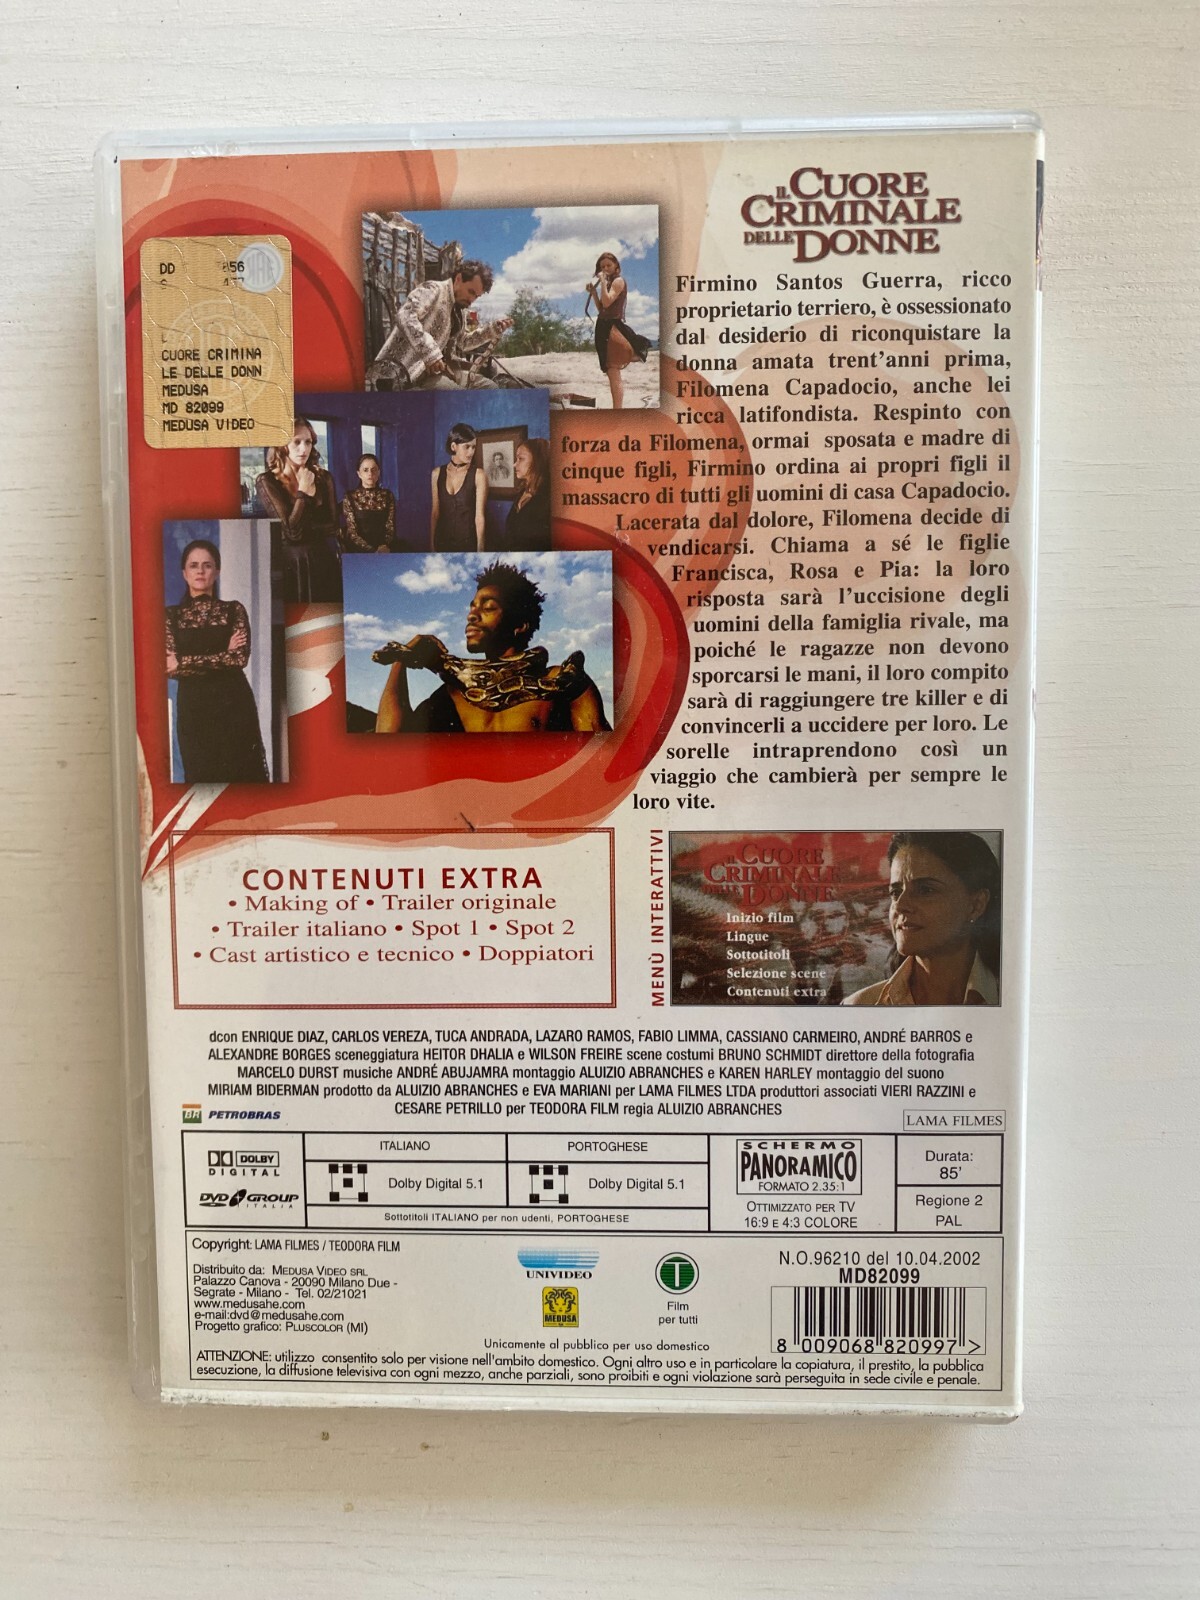 IL CUORE
CRIMINALE
DELLE DONNE
DD 856
CUORE CRIMINA
LE DELLE DONN
MEDUSA
MD 82099
MEDUSA VIDEO
Firmino Santos Guerra, ricco
proprietario terriero, è ossessionato
dal desiderio di riconquistare la
donna amata trent'anni prima,
Filomena Capadocio, anche lei
ricca latifondista. Respinto con
forza da Filomena, ormai sposata e madre di
cinque figli, Firmino ordina ai propri figli il
massacro di tutti gli uomini di casa Capadocio.
Lacerata dal dolore, Filomena decide di
vendicarsi. Chiama a sé le figlie
Francisca, Rosa e Pia: la loro
risposta sarà l'uccisione degli
uomini della famiglia rivale, ma
poiché le ragazze non devono
sporcarsi le mani, il loro compito
sarà di raggiungere tre killer e di
convincerli a uccidere per loro. Le
sorelle intraprendono così un
viaggio che cambierà per sempre le
loro vite.
CONTENUTI EXTRA
• Making of • Trailer originale
• Trailer italiano • Spot 1 • Spot 2
• Cast artistico e tecnico • Doppiatori
MENÙ INTERATTIVI
IL CUORE
CRIMINALE
DELLE DONNE
Inizio film
Lingue
Sottotitoli
Selezione scene
Contenuti extra
dcon ENRIQUE DIAZ, CARLOS VEREZA, TUCA ANDRADA, LAZARO RAMOS, FABIO LIMMA, CASSIANO CARMEIRO, ANDRÉ BARROS e
ALEXANDRE BORGES sceneggiatura HEITOR DHALIA e WILSON FREIRE scene costumi BRUNO SCHMIDT direttore della fotografia
MARCELO DURST musiche ANDRÉ ABUJAMRA montaggio ALUIZIO ABRANCHES e KAREN HARLEY montaggio del suono
MIRIAM BIDERMAN prodotto da ALUIZIO ABRANCHES e EVA MARIANI per LAMA FILMES LTDA produttori associati VIERI RAZZINI e
CESARE PETRILLO per TEODORA FILM regia ALUIZIO ABRANCHES
BR PETROBRAS
LAMA FILMES
DOLBY
DIGITAL
DVD GROUP
ITALIA
ITALIANO
Dolby Digital 5.1
PORTOGHESE
Dolby Digital 5.1
Sottotitoli ITALIANO per non udenti, PORTOGHESE
SCHERMO
PANORAMICO
FORMATO 2.35:1
OTTIMIZZATO PER TV
16:9 E 4:3 COLORE
Durata:
85'
Regione 2
PAL
Copyright: LAMA FILMES / TEODORA FILM
Distribuito da: MEDUSA VIDEO SRL
Palazzo Canova - 20090 Milano Due -
Segrate - Milano - Tel. 02/21021
www.medusahe.com
e-mail:dvd@medusahe.com
Progetto grafico: PLUSCOLOR (MI)
UNIVIDEO
MEDUSA
T
Film
per tutti
N.O.96210 del 10.04.2002
MD82099
8 009068 820997 >
Unicamente al pubblico per uso domestico
ATTENZIONE: utilizzo consentito solo per visione nell'ambito domestico. Ogni altro uso e in particolare la copiatura, il prestito, la pubblica
esecuzione, la diffusione televisiva con ogni mezzo, anche parziali, sono proibiti e ogni violazione sarà perseguita in sede civile e penale.